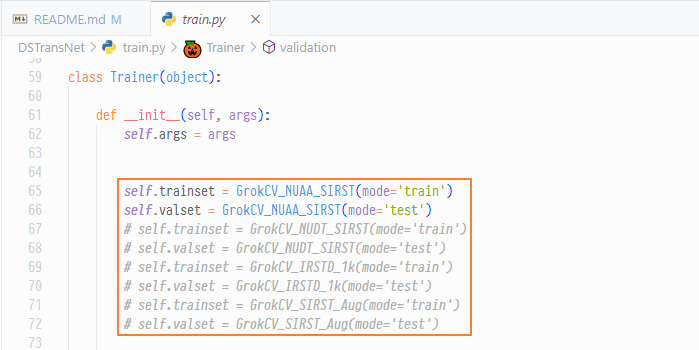 README.md M train.py
DSTransNet > train.py > Trainer > validation
59 class Trainer(object):
60
61 def __init__(self, args):
62 self.args = args
63
64
65 self.trainset = GrokCV_NUAA_SIRST(mode='train')
66 self.valset = GrokCV_NUAA_SIRST(mode='test')
67 # self.trainset = GrokCV_NUDT_SIRST(mode='train')
68 # self.valset = GrokCV_NUDT_SIRST(mode='test')
69 # self.trainset = GrokCV_IRSTD_1k(mode='train')
70 # self.valset = GrokCV_IRSTD_1k(mode='test')
71 # self.trainset = GrokCV_SIRST_Aug(mode='train')
72 # self.valset = GrokCV_SIRST_Aug(mode='test')
73